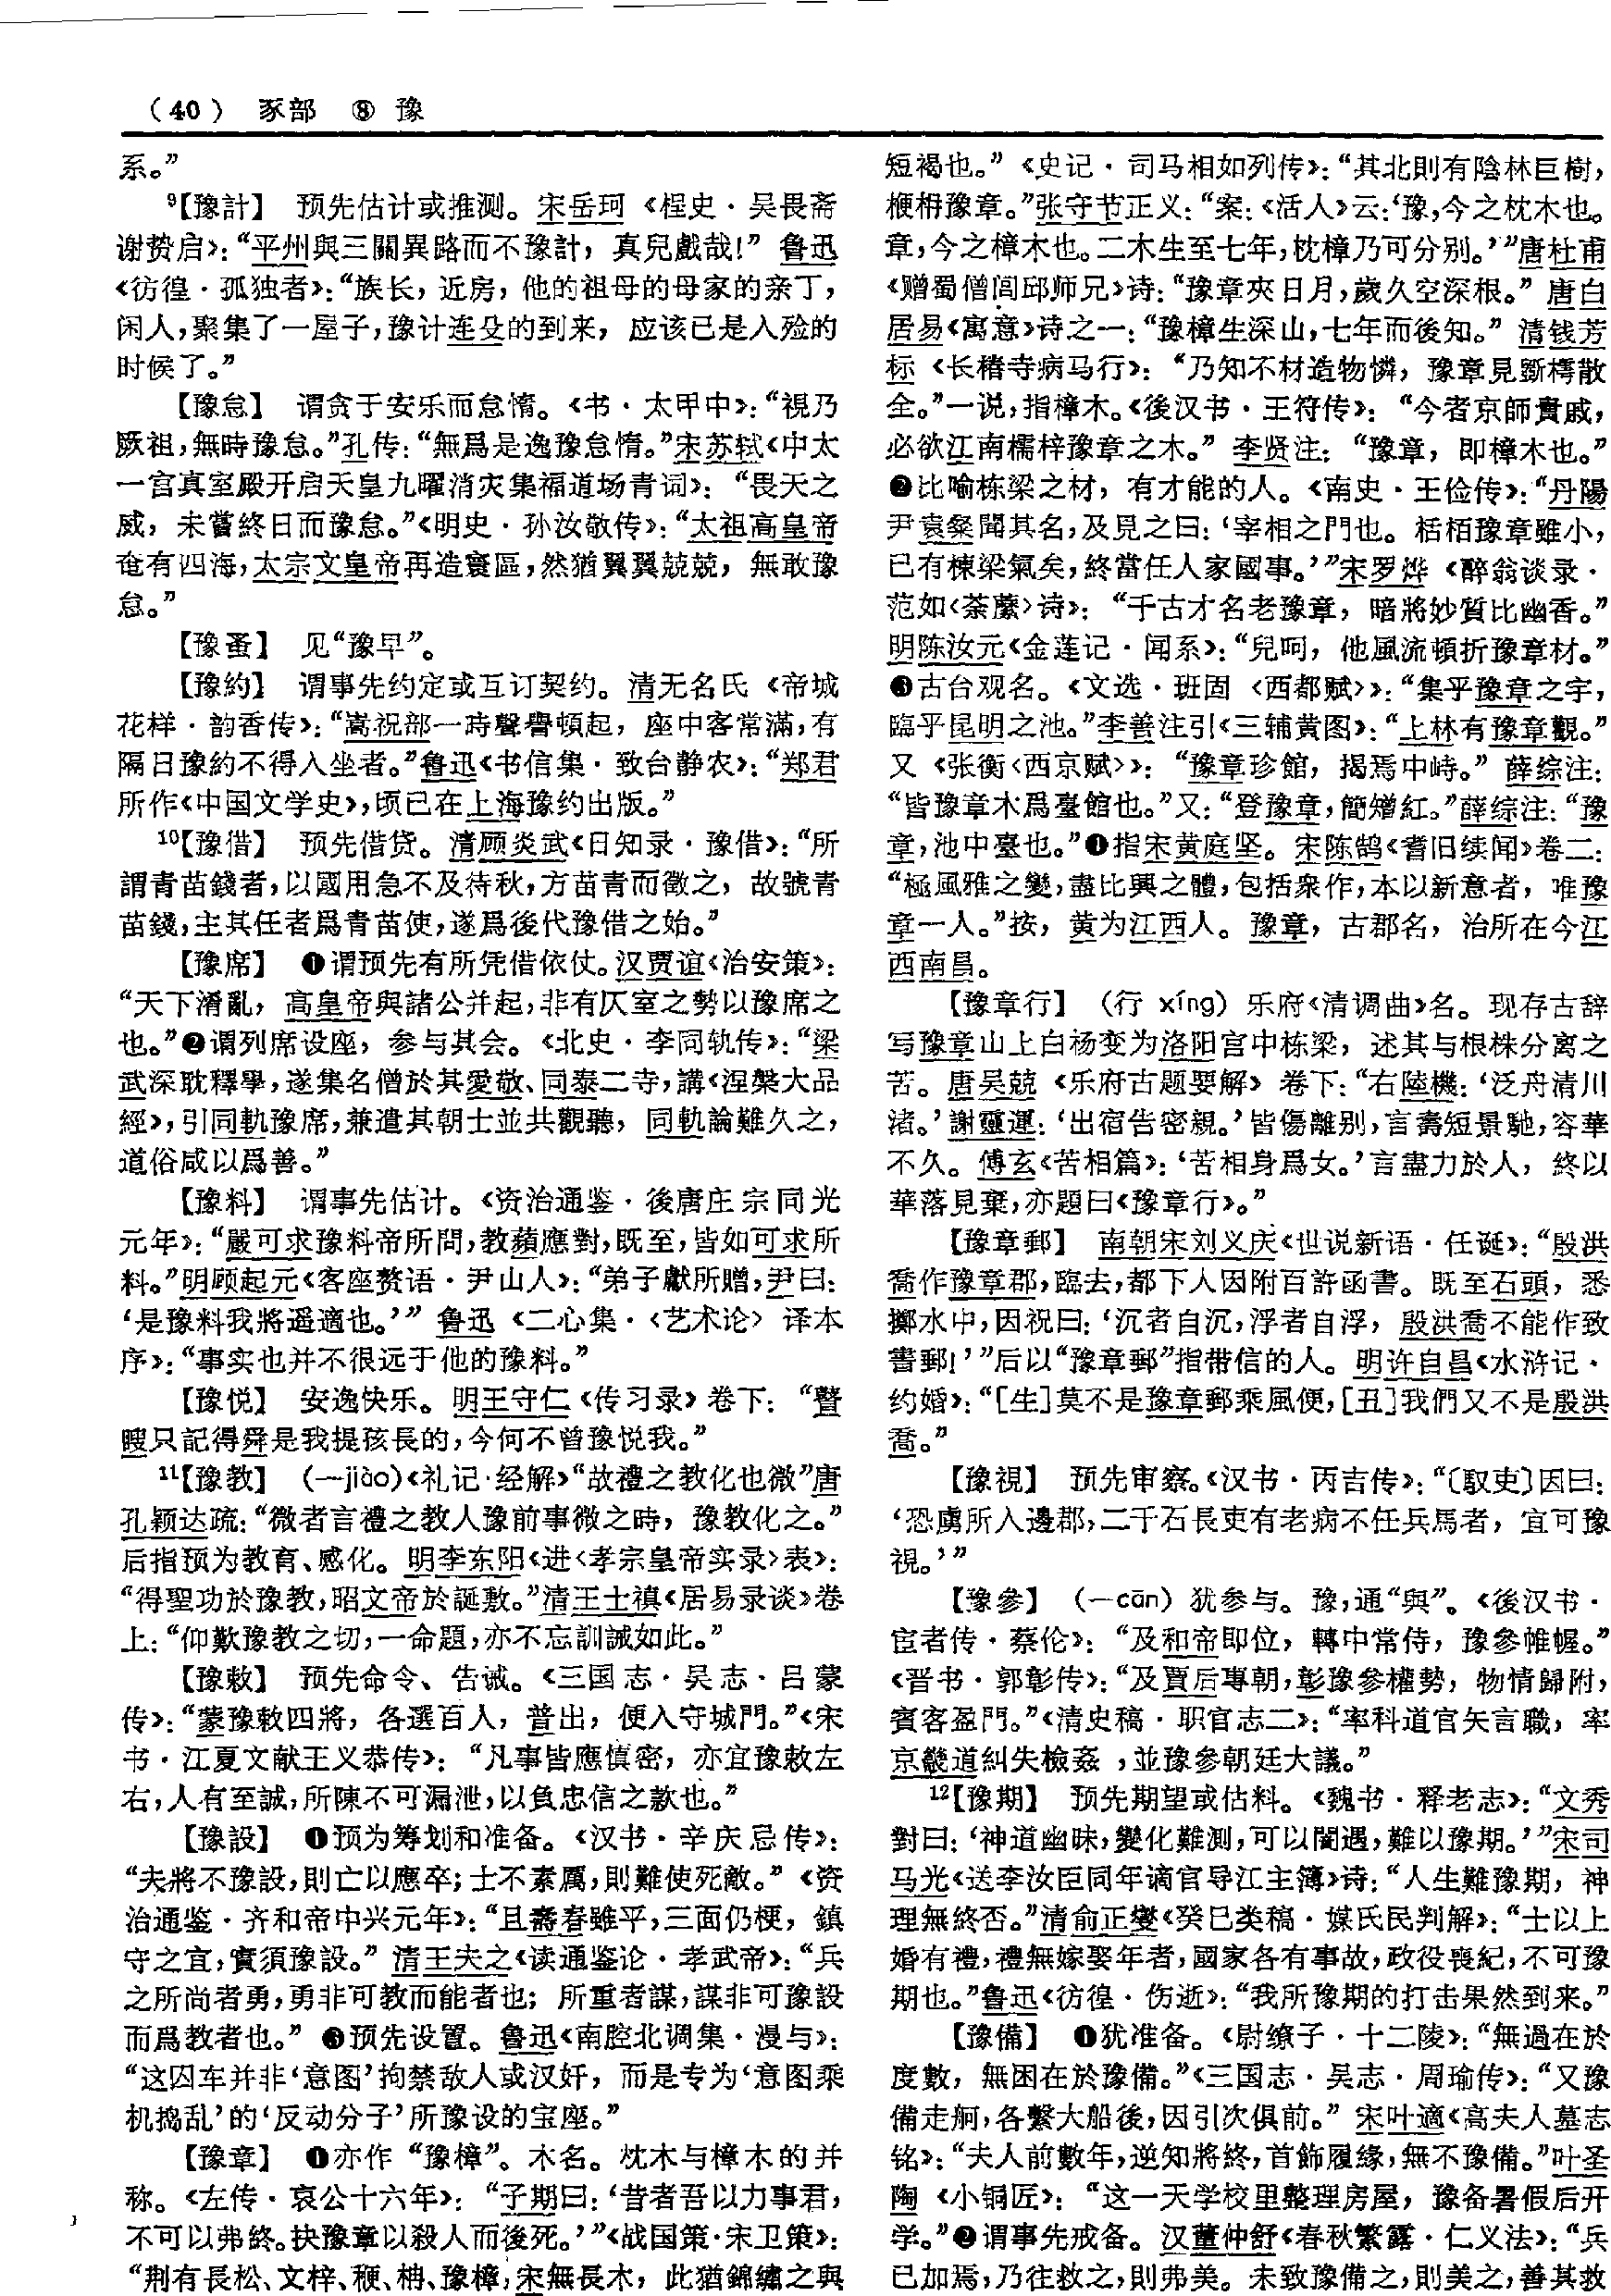 （40） 豕部 ⑧ 豫
系。”
⁹【豫計】 预先估计或推测。宋岳珂《桯史·吴畏斋
谢贽启》：“平州與三關異路而不豫計，真兒戲哉！” 鲁迅
《彷徨·孤独者》：“族长，近房，他的祖母的母家的亲丁，
闲人，聚集了一屋子，豫计连殳的到来，应该已是入殓的
时候了。”
【豫怠】 谓贪于安乐而怠惰。《书·太甲中》：“視乃
厥祖，無時豫怠。”孔传：“無爲是逸豫怠惰。”宋苏轼《中太
一宫真室殿开启天皇九曜消灾集福道场青词》：“畏天之
威，未嘗終日而豫怠。”《明史·孙汝敬传》：“太祖高皇帝
奄有四海，太宗文皇帝再造寰區，然猶翼翼兢兢，無敢豫
怠。”
【豫蚤】 见“豫早”。
【豫約】 谓事先约定或互订契约。清无名氏《帝城
花样·韵香传》：“嵩祝部一時聲譽頓起，座中客常滿，有
隔日豫約不得入坐者。”鲁迅《书信集·致台静农》：“郑君
所作《中国文学史》，顷已在上海豫约出版。”
¹⁰【豫借】 预先借贷。清顾炎武《日知录·豫借》：“所
謂青苗錢者，以國用急不及待秋，方苗青而徵之，故號青
苗錢，主其任者爲青苗使，遂爲後代豫借之始。”
【豫席】 ❶谓预先有所凭借依仗。汉贾谊《治安策》：
“天下淆亂，高皇帝與諸公并起，非有仄室之勢以豫席之
也。”❷谓列席设座，参与其会。《北史·李同轨传》：“梁
武深耽釋學，遂集名僧於其愛敬、同泰二寺，講《涅槃大品
經》，引同軌豫席，兼遣其朝士並共觀聽，同軌論難久之，
道俗咸以爲善。”
【豫料】 谓事先估计。《资治通鉴·後唐庄宗同光
元年》：“嚴可求豫料帝所問，教蘋應對，既至，皆如可求所
料。”明顾起元《客座赘语·尹山人》：“弟子獻所贈，尹曰：
‘是豫料我將遥適也。’” 鲁迅《二心集·〈艺术论〉译本
序》：“事实也并不很远于他的豫料。”
【豫悦】 安逸快乐。明王守仁《传习录》卷下：“瞽
瞍只記得舜是我提孩長的，今何不曾豫悦我。”
¹¹【豫教】 （—jiào）《礼记·经解》“故禮之教化也微”唐
孔颖达疏：“微者言禮之教人豫前事微之時，豫教化之。”
后指预为教育、感化。明李东阳《进〈孝宗皇帝实录〉表》：
“得聖功於豫教，昭文帝於誕敷。”清王士禛《居易录谈》卷
上：“仰歎豫教之切，一命題，亦不忘訓誡如此。”
【豫敕】 预先命令、告诫。《三国志·吴志·吕蒙
传》：“蒙豫敕四將，各選百人，普出，便入守城門。”《宋
书·江夏文献王义恭传》：“凡事皆應慎密，亦宜豫敕左
右，人有至誠，所陳不可漏泄，以負忠信之款也。”
【豫設】 ❶预为筹划和准备。《汉书·辛庆忌传》：
“夫將不豫設，則亡以應卒；士不素厲，則難使死敵。”《资
治通鉴·齐和帝中兴元年》：“且壽春雖平，三面仍梗，鎮
守之宜，實須豫設。” 清王夫之《读通鉴论·孝武帝》：“兵
之所尚者勇，勇非可教而能者也；所重者謀，謀非可豫設
而爲教者也。” ❸预先设置。鲁迅《南腔北调集·漫与》：
“这囚车并非‘意图’拘禁敌人或汉奸，而是专为‘意图乘
机捣乱’的‘反动分子’所豫设的宝座。”
【豫章】 ❶亦作“豫樟”。木名。枕木与樟木的并
称。《左传·哀公十六年》：“子期曰：‘昔者吾以力事君，
不可以弗終。抉豫章以殺人而後死。’”《战国策·宋卫策》：
“荆有長松、文梓、楩、柟、豫樟，宋無長木，此猶錦繡之與
短褐也。”《史记·司马相如列传》：“其北則有陰林巨樹，
楩枏豫章。”张守节正义：“案：《活人》云：‘豫，今之枕木也。
章，今之樟木也。二木生至七年，枕樟乃可分别。’”唐杜甫
《赠蜀僧闾邱师兄》诗：“豫章夾日月，歲久空深根。” 唐白
居易《寓意》诗之一：“豫樟生深山，七年而後知。” 清钱芳
标《长椿寺病马行》：“乃知不材造物憐，豫章見斲樗散
全。”一说，指樟木。《後汉书·王符传》：“今者京師貴戚，
必欲江南檽梓豫章之木。” 李贤注：“豫章，即樟木也。”
❷比喻栋梁之材，有才能的人。《南史·王俭传》：“丹陽
尹袁粲聞其名，及見之曰：‘宰相之門也。栝栢豫章雖小，
已有棟梁氣矣，終當任人家國事。’”宋罗烨《醉翁谈录·
范如〈荼䕷〉诗》：“千古才名老豫章，暗將妙質比幽香。”
明陈汝元《金莲记·闻系》：“兒呵，他風流頓折豫章材。”
❸古台观名。《文选·班固〈西都赋〉》：“集乎豫章之宇，
臨乎昆明之池。”李善注引《三辅黄图》：“上林有豫章觀。”
又《张衡〈西京赋〉》：“豫章珍館，揭焉中峙。” 薛综注：
“皆豫章木爲臺館也。”又：“登豫章，簡矰紅。”薛综注：“豫
章，池中臺也。”❶指宋黄庭坚。宋陈鹄《耆旧续闻》卷二：
“極風雅之變，盡比興之體，包括衆作，本以新意者，唯豫
章一人。”按，黄为江西人。豫章，古郡名，治所在今江
西南昌。
【豫章行】 （行 xíng）乐府《清调曲》名。现存古辞
写豫章山上白杨变为洛阳宫中栋梁，述其与根株分离之
苦。唐吴兢《乐府古题要解》卷下：“右陸機：‘泛舟清川
渚。’謝靈運：‘出宿告密親。’皆傷離别，言壽短景馳，容華
不久。傅玄《苦相篇》：‘苦相身爲女。’言盡力於人，終以
華落見棄，亦題曰《豫章行》。”
【豫章郵】 南朝宋刘义庆《世说新语·任诞》：“殷洪
喬作豫章郡，臨去，都下人因附百許函書。既至石頭，悉
擲水中，因祝曰：‘沉者自沉，浮者自浮，殷洪喬不能作致
書郵！’”后以“豫章郵”指带信的人。明许自昌《水浒记·
约婚》：“［生］莫不是豫章郵乘風便，［丑］我們又不是殷洪
喬。”
【豫視】 预先审察。《汉书·丙吉传》：“〔馭吏〕因曰：
‘恐虜所入邊郡，二千石長吏有老病不任兵馬者，宜可豫
視。’”
【豫參】 （—cān）犹参与。豫，通“與”。《後汉书·
宦者传·蔡伦》：“及和帝即位，轉中常侍，豫參帷幄。”
《晋书·郭彰传》：“及賈后專朝，彰豫參權勢，物情歸附，
賓客盈門。”《清史稿·职官志二》：“率科道官矢言職，率
京畿道糾失檢姦，並豫參朝廷大議。”
¹²【豫期】 预先期望或估料。《魏书·释老志》：“文秀
對曰：‘神道幽昧，變化難測，可以闇遇，難以豫期。’”宋司
马光《送李汝臣同年谪官导江主簿》诗：“人生難豫期，神
理無終否。”清俞正燮《癸巳类稿·媒氏民判解》：“士以上
婚有禮，禮無嫁娶年者，國家各有事故，政役喪紀，不可豫
期也。”鲁迅《彷徨·伤逝》：“我所豫期的打击果然到来。”
【豫備】 ❶犹准备。《尉缭子·十二陵》：“無過在於
度數，無困在於豫備。”《三国志·吴志·周瑜传》：“又豫
備走舸，各繫大船後，因引次俱前。” 宋叶適《高夫人墓志
铭》：“夫人前數年，逆知將終，首飾履緣，無不豫備。”叶圣
陶《小铜匠》：“这一天学校里整理房屋，豫备暑假后开
学。”❷谓事先戒备。汉董仲舒《春秋繁露·仁义法》：“兵
已加焉，乃往救之，則弗美。未致豫備之，則美之，善其救